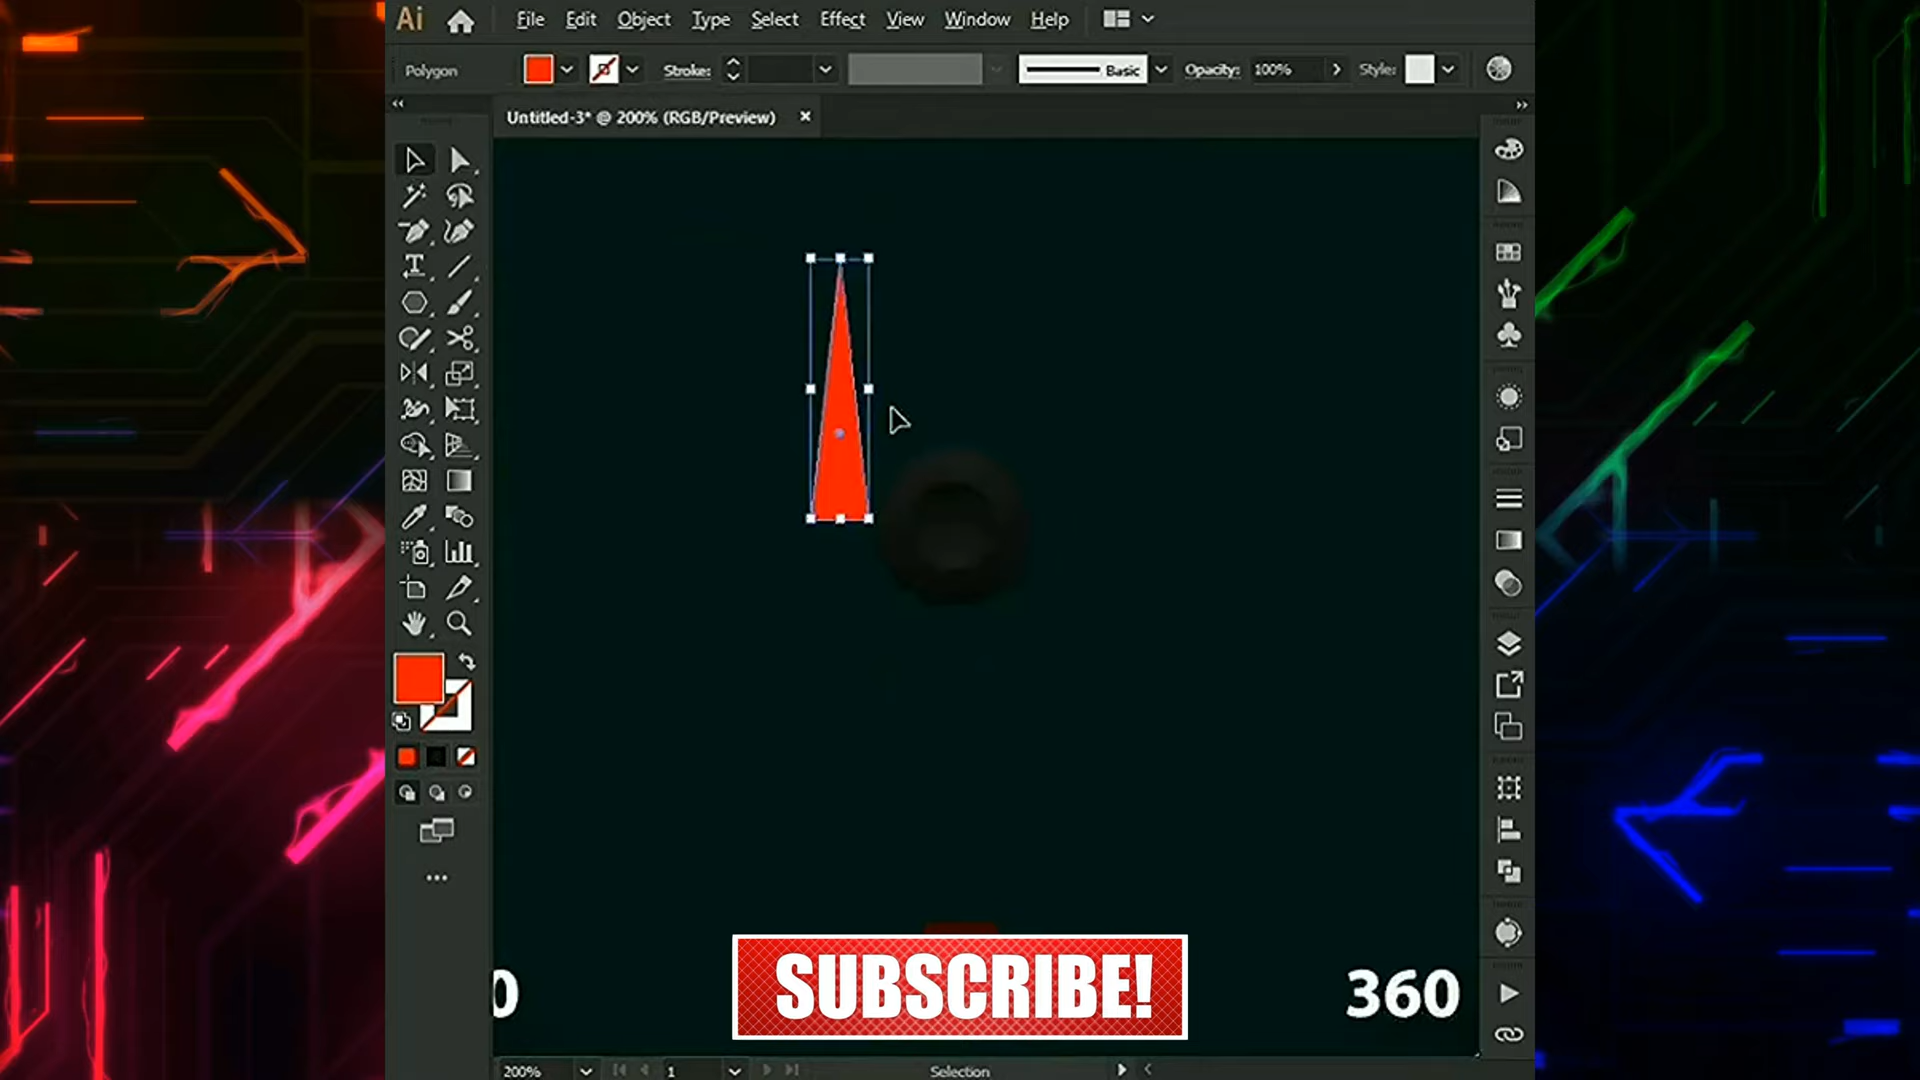 Ai File Edit Object Type Select Effect View Window Help
Polygon Stroke: Basic Opacity: 100% Style:
Untitled-3* @ 200% (RGB/Preview) ×
0 SUBSCRIBE! 360
200% 1 Selection